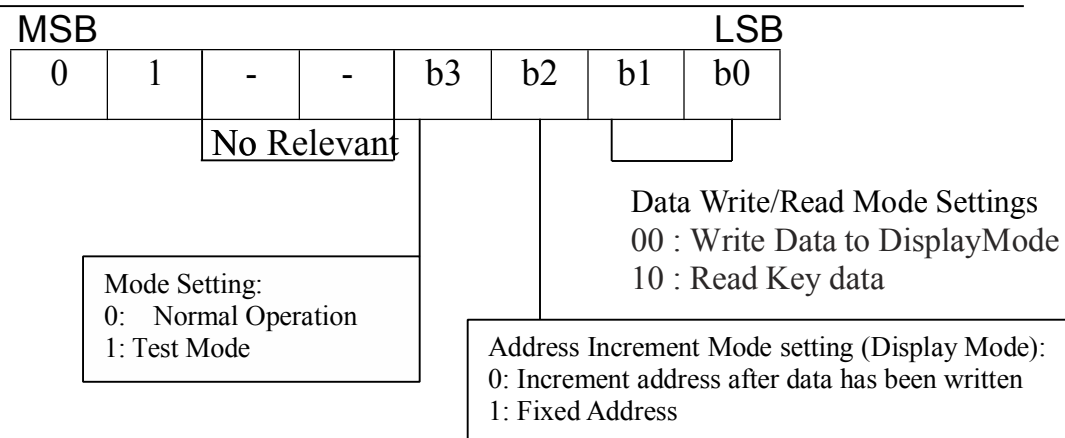 MSB LSB
0 1 - - b3 b2 b1 b0
No Relevant
Data Write/Read Mode Settings
00 : Write Data to DisplayMode
10 : Read Key data
Mode Setting:
0: Normal Operation
1: Test Mode
Address Increment Mode setting (Display Mode):
0: Increment address after data has been written
1: Fixed Address